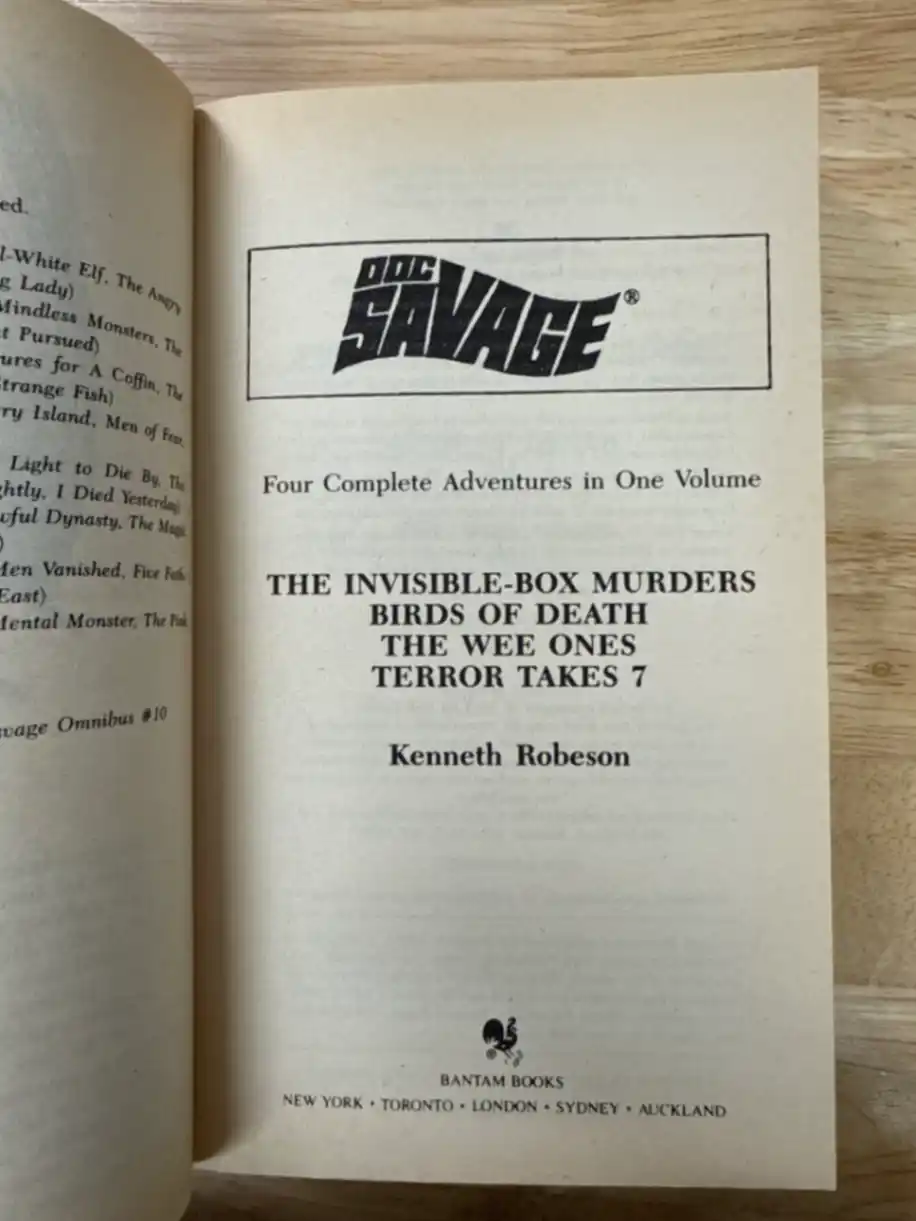 ed.
l-White Elf, The Angry
g Lady)
Mindless Monsters, The
t Pursued)
ures for A Coffin, The
Strange Fish)
ry Island, Men of Fear,
Light to Die By, The
ghtly, I Died Yesterday)
wful Dynasty, The Magic
)
Men Vanished, Five Fath
East)
Mental Monster, The Pink
avage Omnibus #10
DOC
SAVAGE®
Four Complete Adventures in One Volume
THE INVISIBLE-BOX MURDERS
BIRDS OF DEATH
THE WEE ONES
TERROR TAKES 7
Kenneth Robeson
BANTAM BOOKS
NEW YORK • TORONTO • LONDON • SYDNEY • AUCKLAND